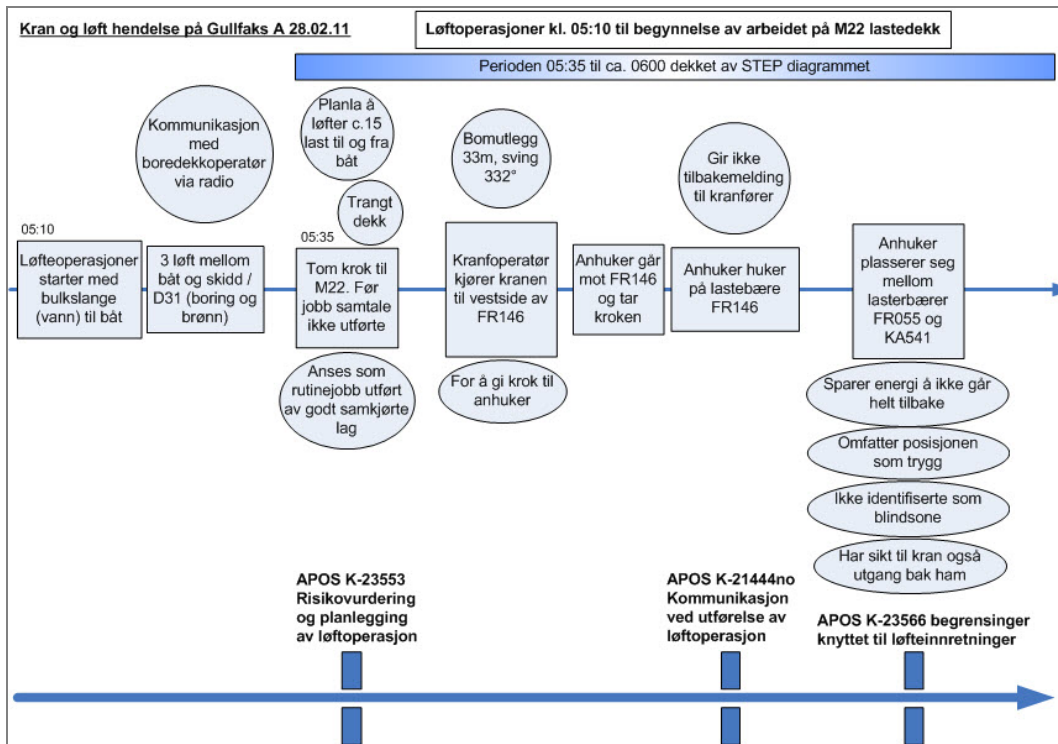 Kran og løft hendelse på Gullfaks A 28.02.11
Løftoperasjoner kl. 05:10 til begynnelse av arbeidet på M22 lastedekk
Perioden 05:35 til ca. 0600 dekket av STEP diagrammet
Kommunikasjon
med
boredekkoperatør
via radio
Planla å
løfter c.15
last til og fra
båt
Trangt
dekk
Bomutlegg
33m, sving
332°
Gir ikke
tilbakemelding
til kranfører
05:10
Løfteoperasjoner
starter med
bulkslange
(vann) til båt
3 løft mellom
båt og skidd /
D31 (boring og
brønn)
05:35
Tom krok til
M22. Før
jobb samtale
ikke utførte
Kranfoperatør
kjører kranen
til vestside av
FR146
Anhuker går
mot FR146
og tar
kroken
Anhuker huker
på lastebære
FR146
Anhuker
plasserer seg
mellom
lasterbærer
FR055 og
KA541
Anses som
rutinejobb utført
av godt samkjørte
lag
For å gi krok til
anhuker
Sparer energi å ikke går
helt tilbake
Omfatter posisjonen
som trygg
Ikke identifiserte som
blindsone
Har sikt til kran også
utgang bak ham
APOS K-23553
Risikovurdering
og planlegging
av løftoperasjon
APOS K-21444no
Kommunikasjon
ved utførelse av
løftoperasjon
APOS K-23566 begrensinger
knyttet til løfteinnretninger